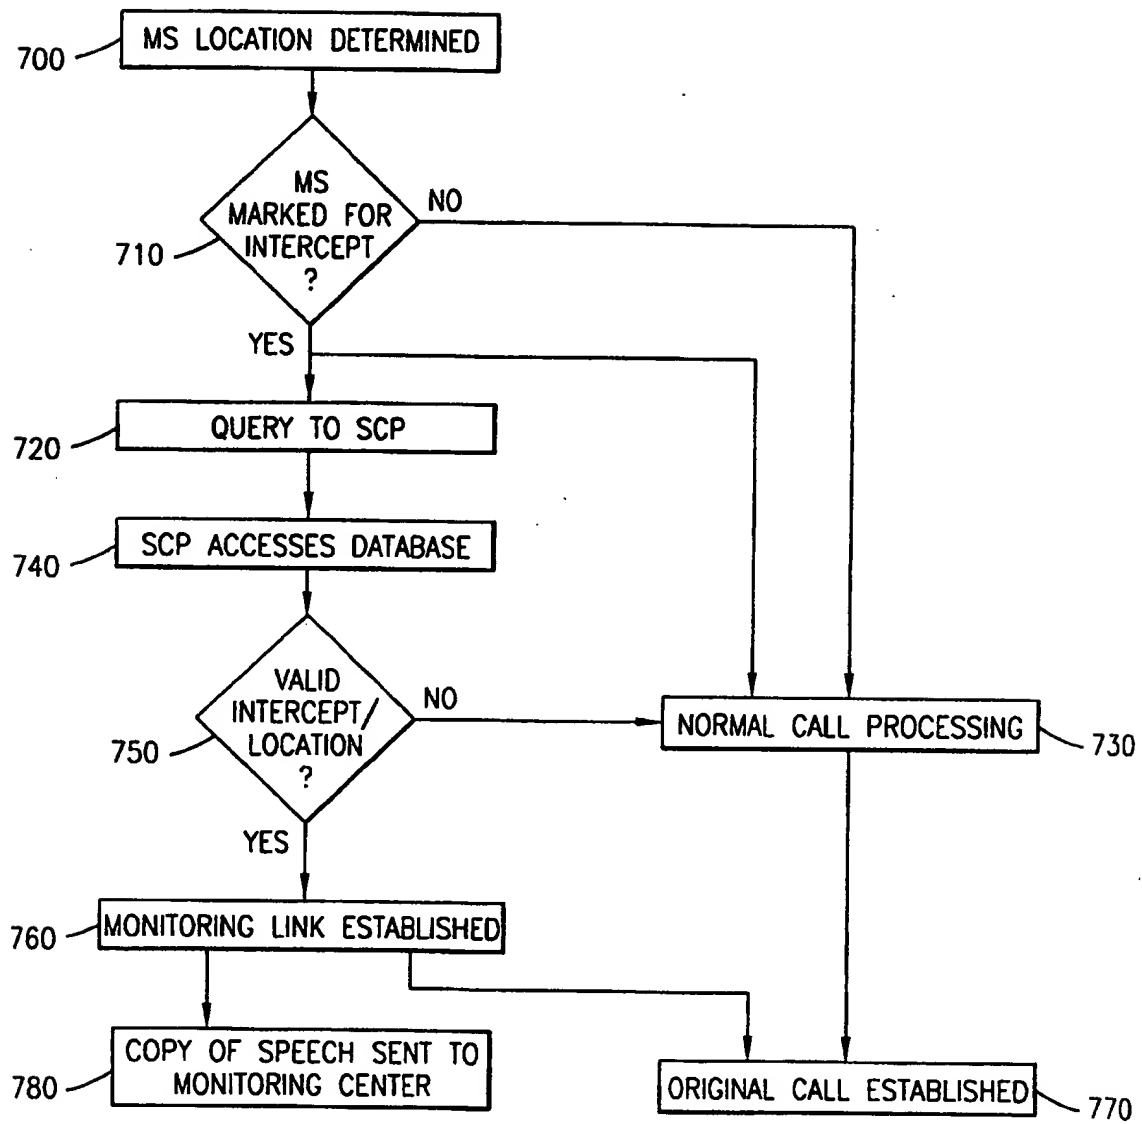 700
MS LOCATION DETERMINED
MS
MARKED FOR
INTERCEPT
?
710
NO
YES
720
QUERY TO SCP
740
SCP ACCESSES DATABASE
VALID
INTERCEPT/
LOCATION
?
750
NO
NORMAL CALL PROCESSING
730
YES
760
MONITORING LINK ESTABLISHED
780
COPY OF SPEECH SENT TO
MONITORING CENTER
ORIGINAL CALL ESTABLISHED
770